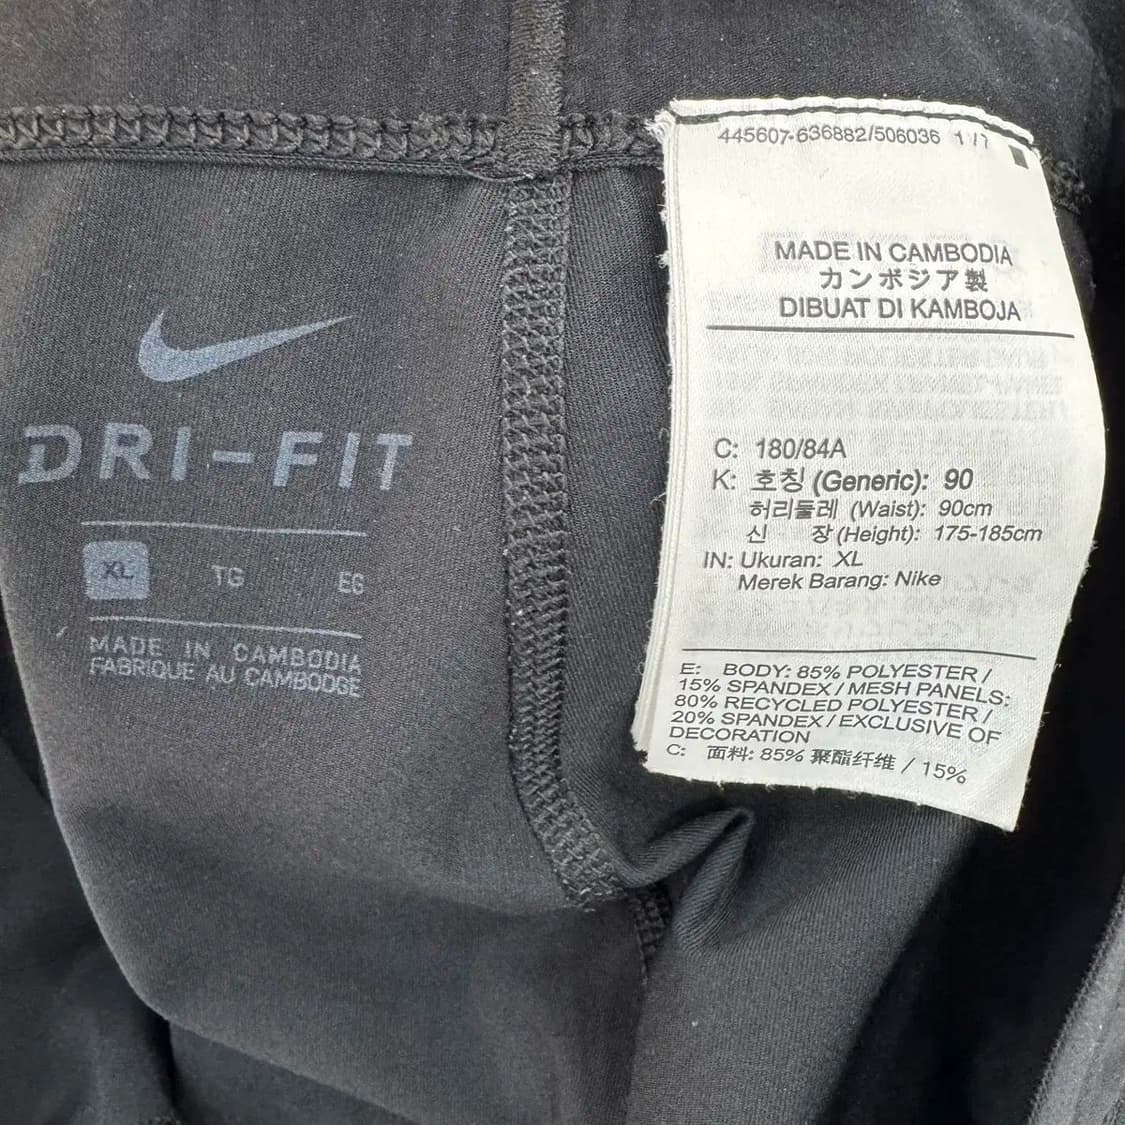 DRI-FIT
XL TG EG
MADE IN CAMBODIA
FABRIQUE AU CAMBODGE
445607-636882/506036 1/7
MADE IN CAMBODIA
カンボジア製
DIBUAT DI KAMBOJA
C: 180/84A
K: 호칭 (Generic): 90
허리둘레 (Waist): 90cm
신 장 (Height): 175-185cm
IN: Ukuran: XL
Merek Barang: Nike
E: BODY: 85% POLYESTER /
15% SPANDEX / MESH PANELS:
80% RECYCLED POLYESTER /
20% SPANDEX / EXCLUSIVE OF
DECORATION
C: 面料: 85% 聚酯纤维 / 15%